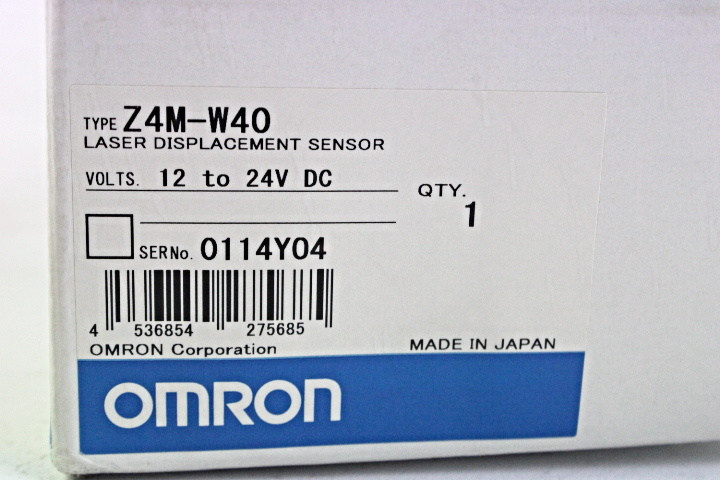 TYPE Z4M-W40
LASER DISPLACEMENT SENSOR
VOLTS. 12 to 24V DC
QTY.
1
SER No. 0114Y04
4 536854 275685
OMRON Corporation
MADE IN JAPAN
OMRON